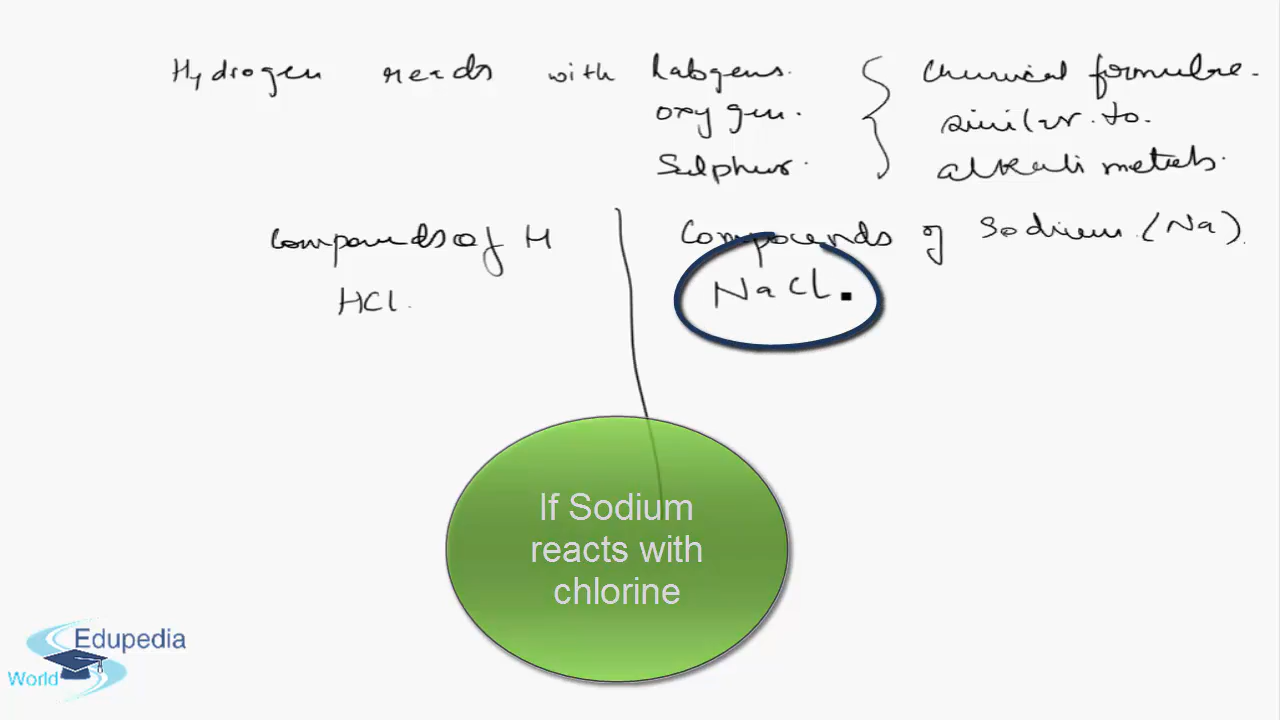 Hydrogen reacts with halogens. chemical formulae.
oxygen. similar to.
Sulphur. alkali metals.
Compounds of H Compounds of Sodium (Na).
HCl. NaCl.
If Sodium
reacts with
chlorine
Edupedia
World